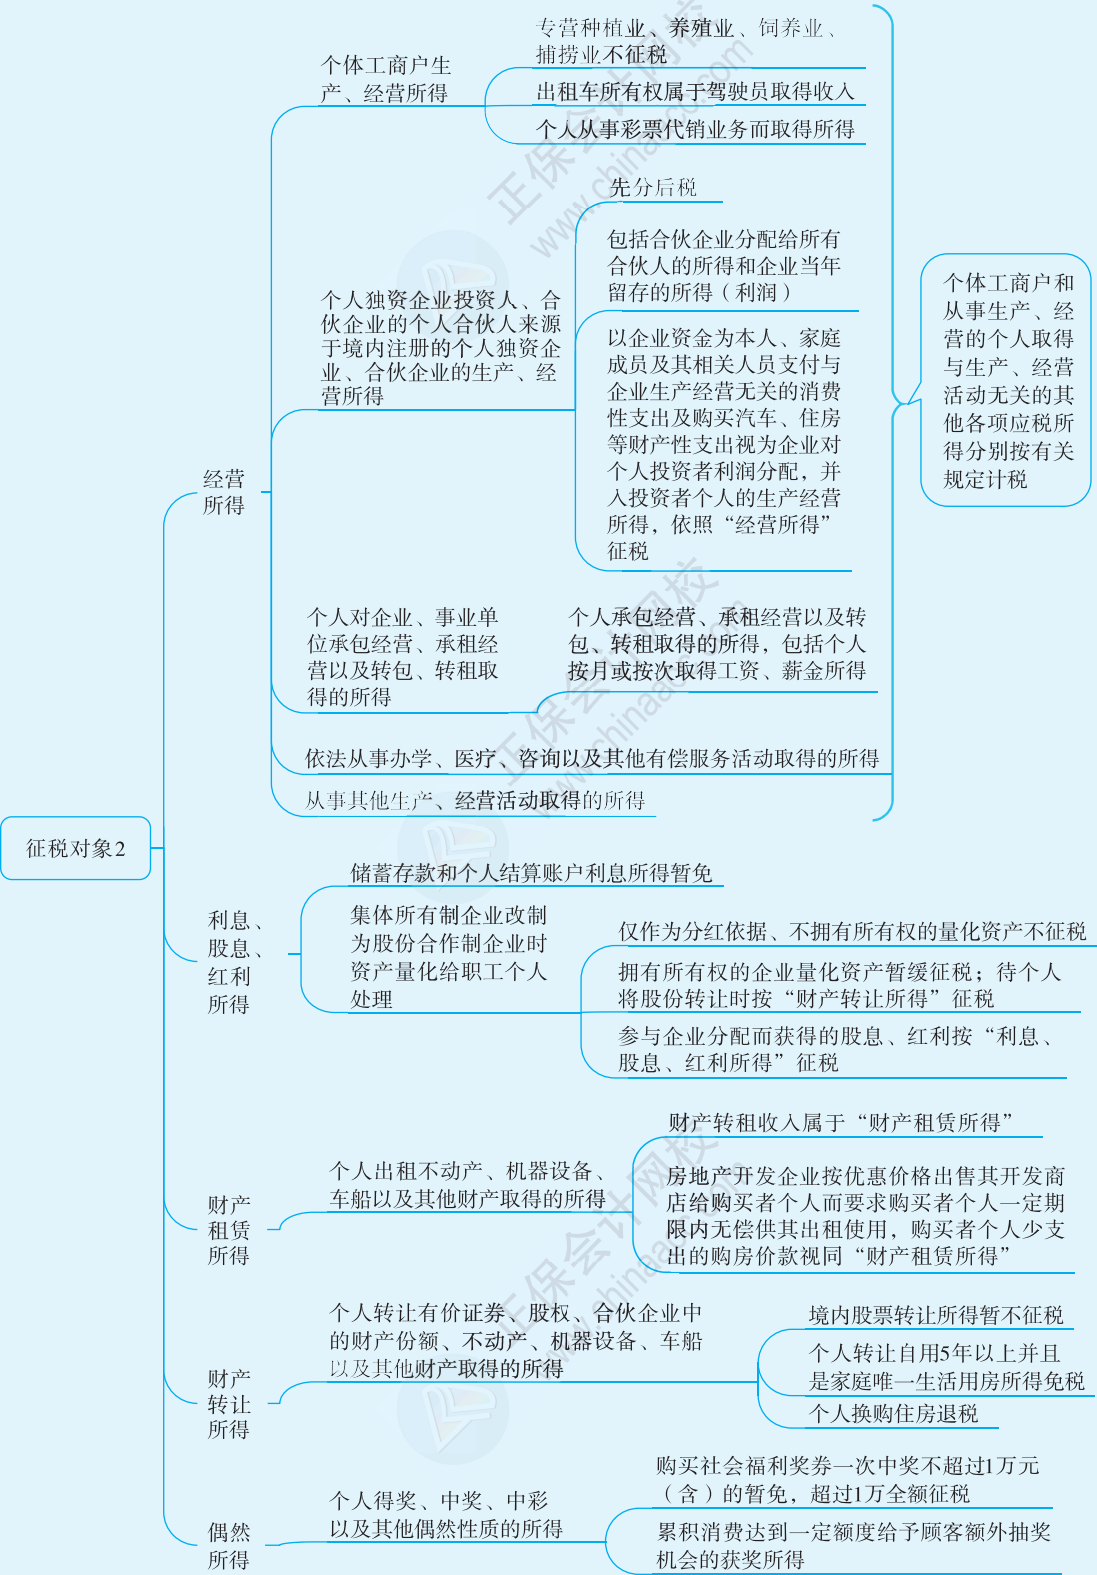 征税对象2
经营
所得
个体工商户生
产、经营所得
专营种植业、养殖业、饲养业、
捕捞业不征税
出租车所有权属于驾驶员取得收入
个人从事彩票代销业务而取得所得
个人独资企业投资人、合
伙企业的个人合伙人来源
于境内注册的个人独资企
业、合伙企业的生产、经
营所得
先分后税
包括合伙企业分配给所有
合伙人的所得和企业当年
留存的所得（利润）
以企业资金为本人、家庭
成员及其相关人员支付与
企业生产经营无关的消费
性支出及购买汽车、住房
等财产性支出视为企业对
个人投资者利润分配，并
入投资者个人的生产经营
所得，依照“经营所得”
征税
个人对企业、事业单
位承包经营、承租经
营以及转包、转租取
得的所得
个人承包经营、承租经营以及转
包、转租取得的所得，包括个人
按月或按次取得工资、薪金所得
依法从事办学、医疗、咨询以及其他有偿服务活动取得的所得
从事其他生产、经营活动取得的所得
个体工商户和
从事生产、经
营的个人取得
与生产、经营
活动无关的其
他各项应税所
得分别按有关
规定计税
利息、
股息、
红利
所得
储蓄存款和个人结算账户利息所得暂免
集体所有制企业改制
为股份合作制企业时
资产量化给职工个人
处理
仅作为分红依据、不拥有所有权的量化资产不征税
拥有所有权的企业量化资产暂缓征税；待个人
将股份转让时按“财产转让所得”征税
参与企业分配而获得的股息、红利按“利息、
股息、红利所得”征税
财产
租赁
所得
个人出租不动产、机器设备、
车船以及其他财产取得的所得
财产转租收入属于“财产租赁所得”
房地产开发企业按优惠价格出售其开发商
店给购买者个人而要求购买者个人一定期
限内无偿供其出租使用，购买者个人少支
出的购房价款视同“财产租赁所得”
财产
转让
所得
个人转让有价证券、股权、合伙企业中
的财产份额、不动产、机器设备、车船
以及其他财产取得的所得
境内股票转让所得暂不征税
个人转让自用5年以上并且
是家庭唯一生活用房所得免税
个人换购住房退税
偶然
所得
个人得奖、中奖、中彩
以及其他偶然性质的所得
购买社会福利奖券一次中奖不超过1万元
（含）的暂免，超过1万全额征税
累积消费达到一定额度给予顾客额外抽奖
机会的获奖所得
正保会计网校
www.chinaacc.com
正保会计网校
www.chinaacc.com
正保会计网校
www.chinaacc.com